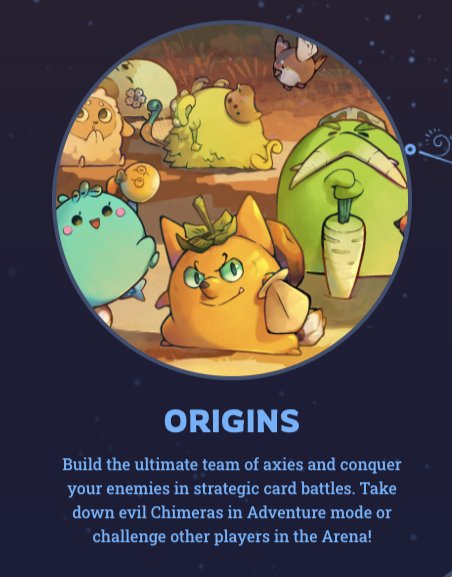 ORIGINS
Build the ultimate team of axies and conquer
your enemies in strategic card battles. Take
down evil Chimeras in Adventure mode or
challenge other players in the Arena!